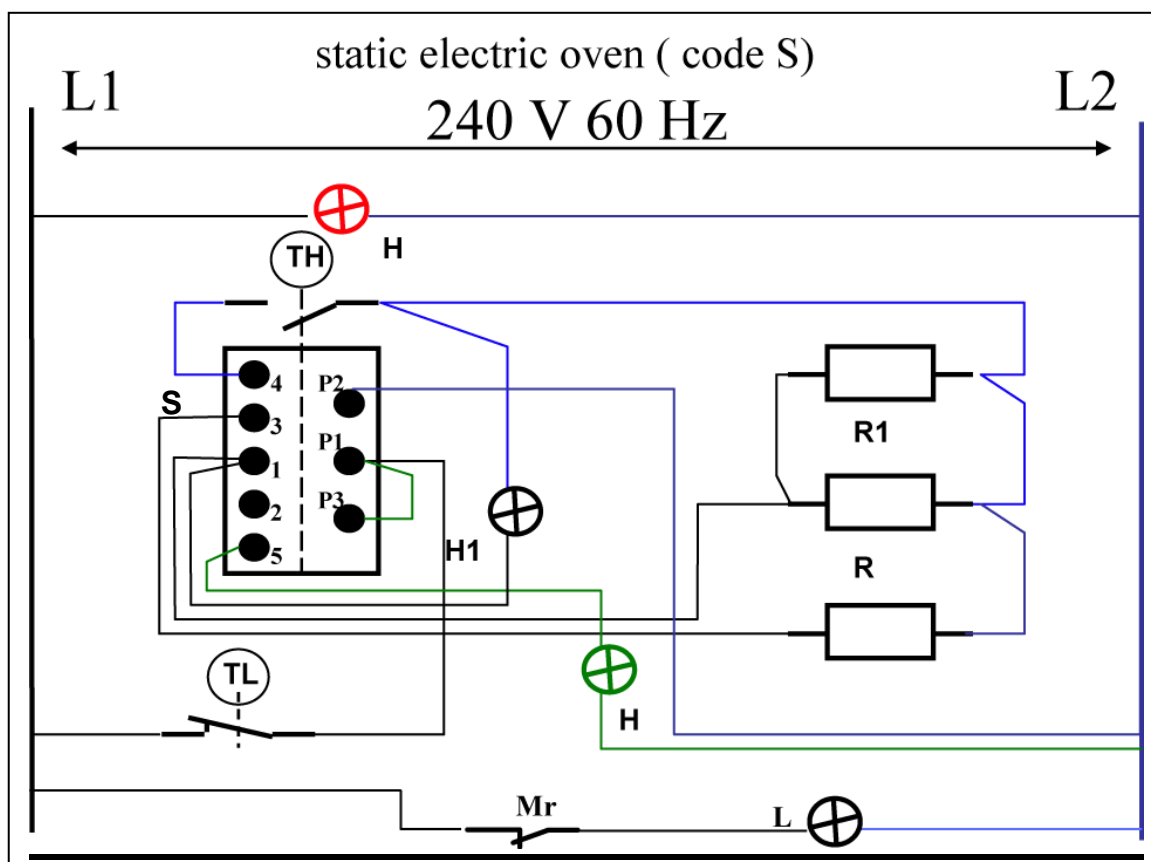 static electric oven ( code S)
L1
L2
240 V 60 Hz
H
TH
4
P2
S
3
R1
P1
1
2
P3
H1
R
5
TL
H
Mr
L